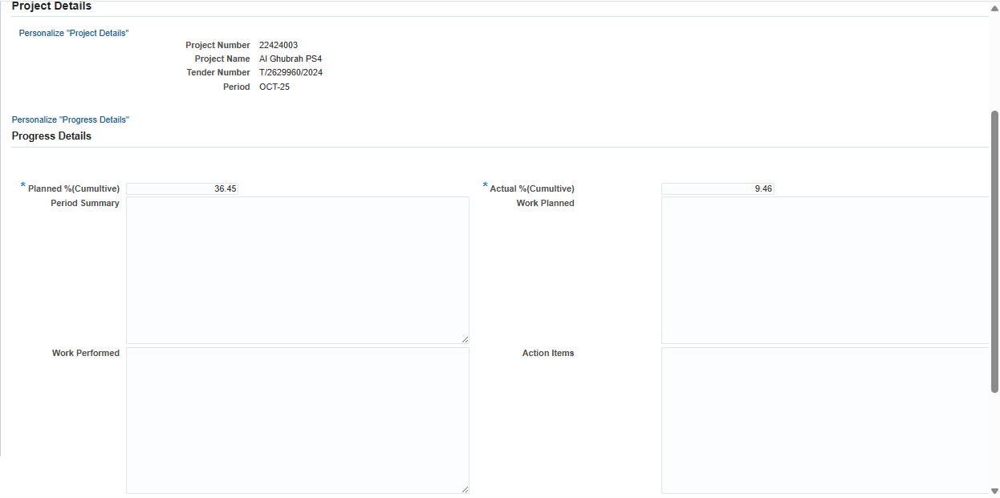 Project Details
Personalize "Project Details"
Project Number 22424003
Project Name Al Ghubrah PS4
Tender Number T/2629960/2024
Period OCT-25
Personalize "Progress Details"
Progress Details
* Planned %(Cumultive) 36.45 * Actual %(Cumultive) 9.46
Period Summary Work Planned
Work Performed Action Items